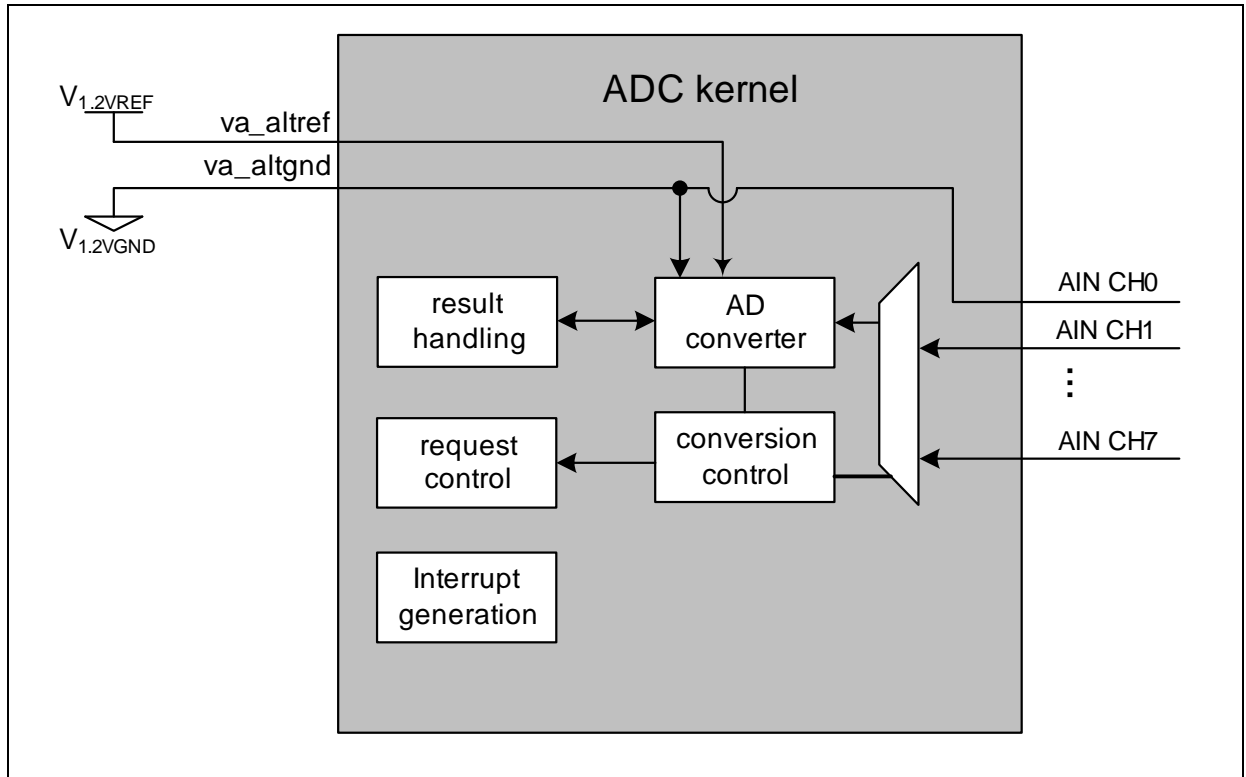 ADC kernel
V1.2VREF
va_altref
va_altgnd
V1.2VGND
AIN CH0
result
handling
AD
converter
AIN CH1
request
control
conversion
control
AIN CH7
Interrupt
generation